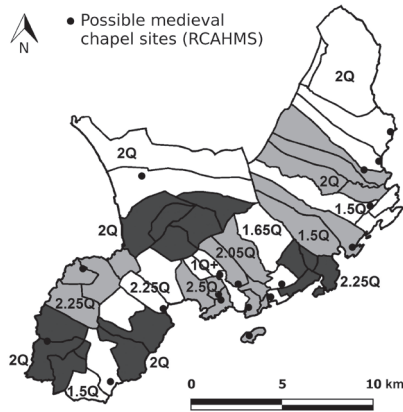 N
Possible medieval
chapel sites (RCAHMS)
2Q
2Q
2Q
1.5Q
2Q
1.65Q
1.5Q
2.05Q
1Q+
2.25Q
2.5Q
2.25Q
2.25Q
2Q
2Q
1.5Q
0 5 10 km